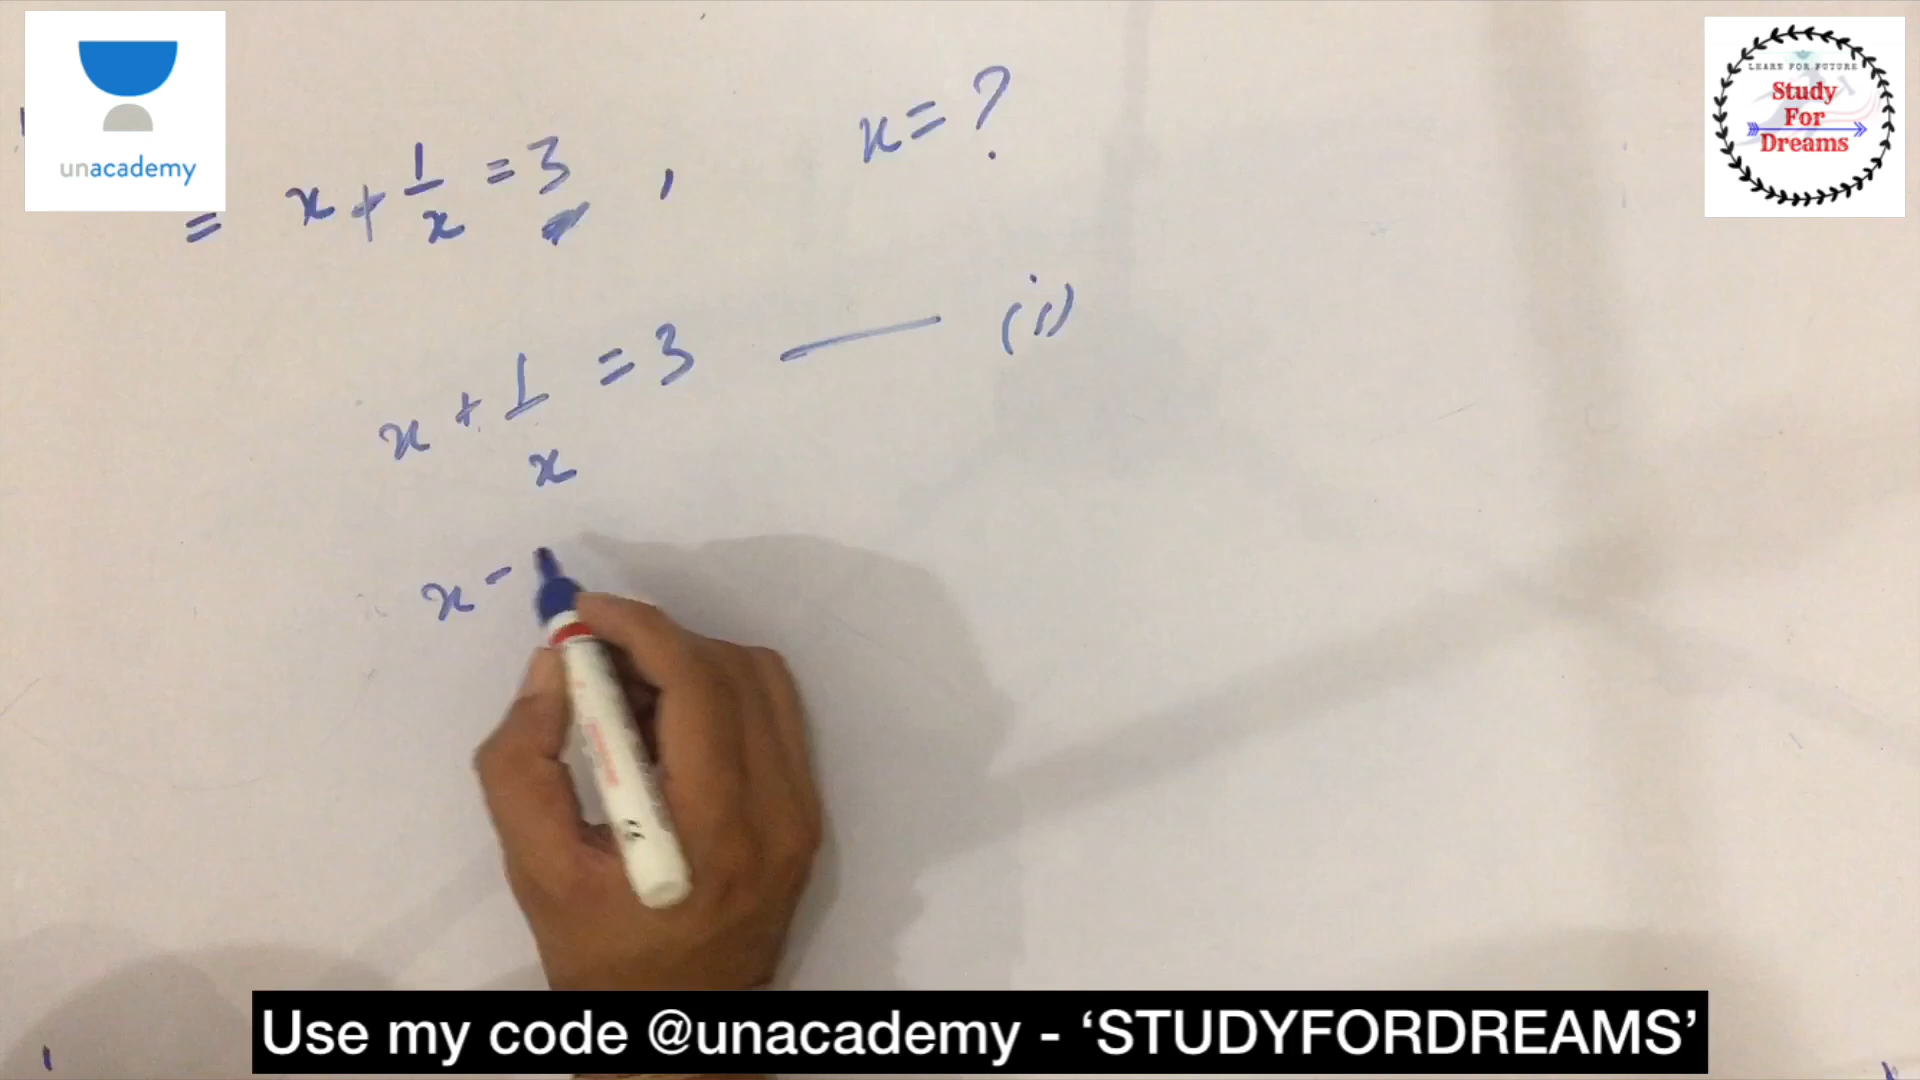 unacademy
LEARN FOR FUTURE
Study
For
Dreams
= x + 1/x = 3 , x = ?
x + 1/x = 3 —— (i)
x -
Use my code @unacademy - ‘STUDYFORDREAMS’